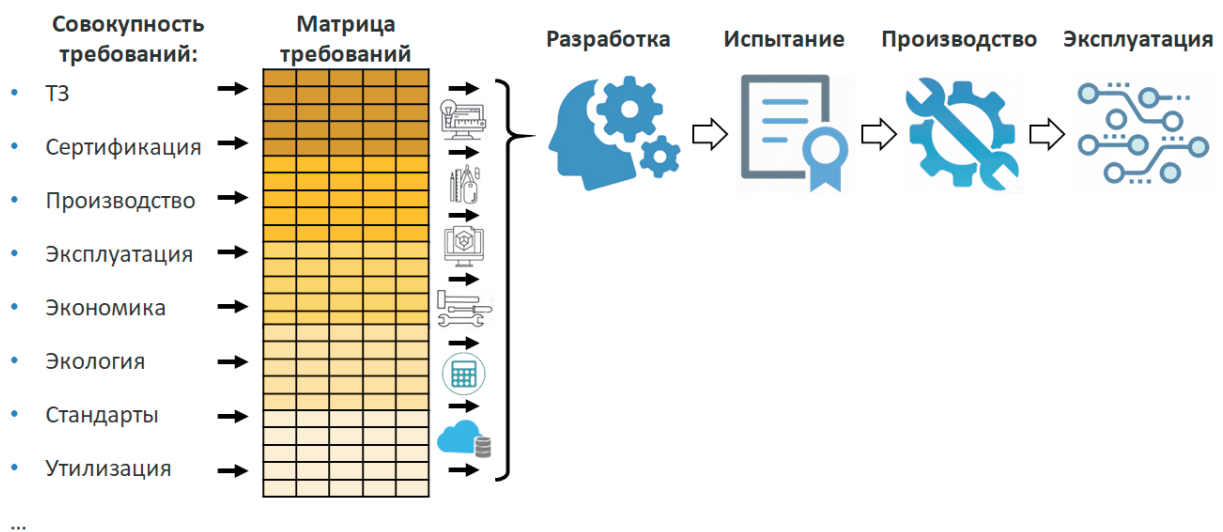 Совокупность
требований:
Матрица
требований
Разработка
Испытание
Производство
Эксплуатация
• ТЗ
• Сертификация
• Производство
• Эксплуатация
• Экономика
• Экология
• Стандарты
• Утилизация
...